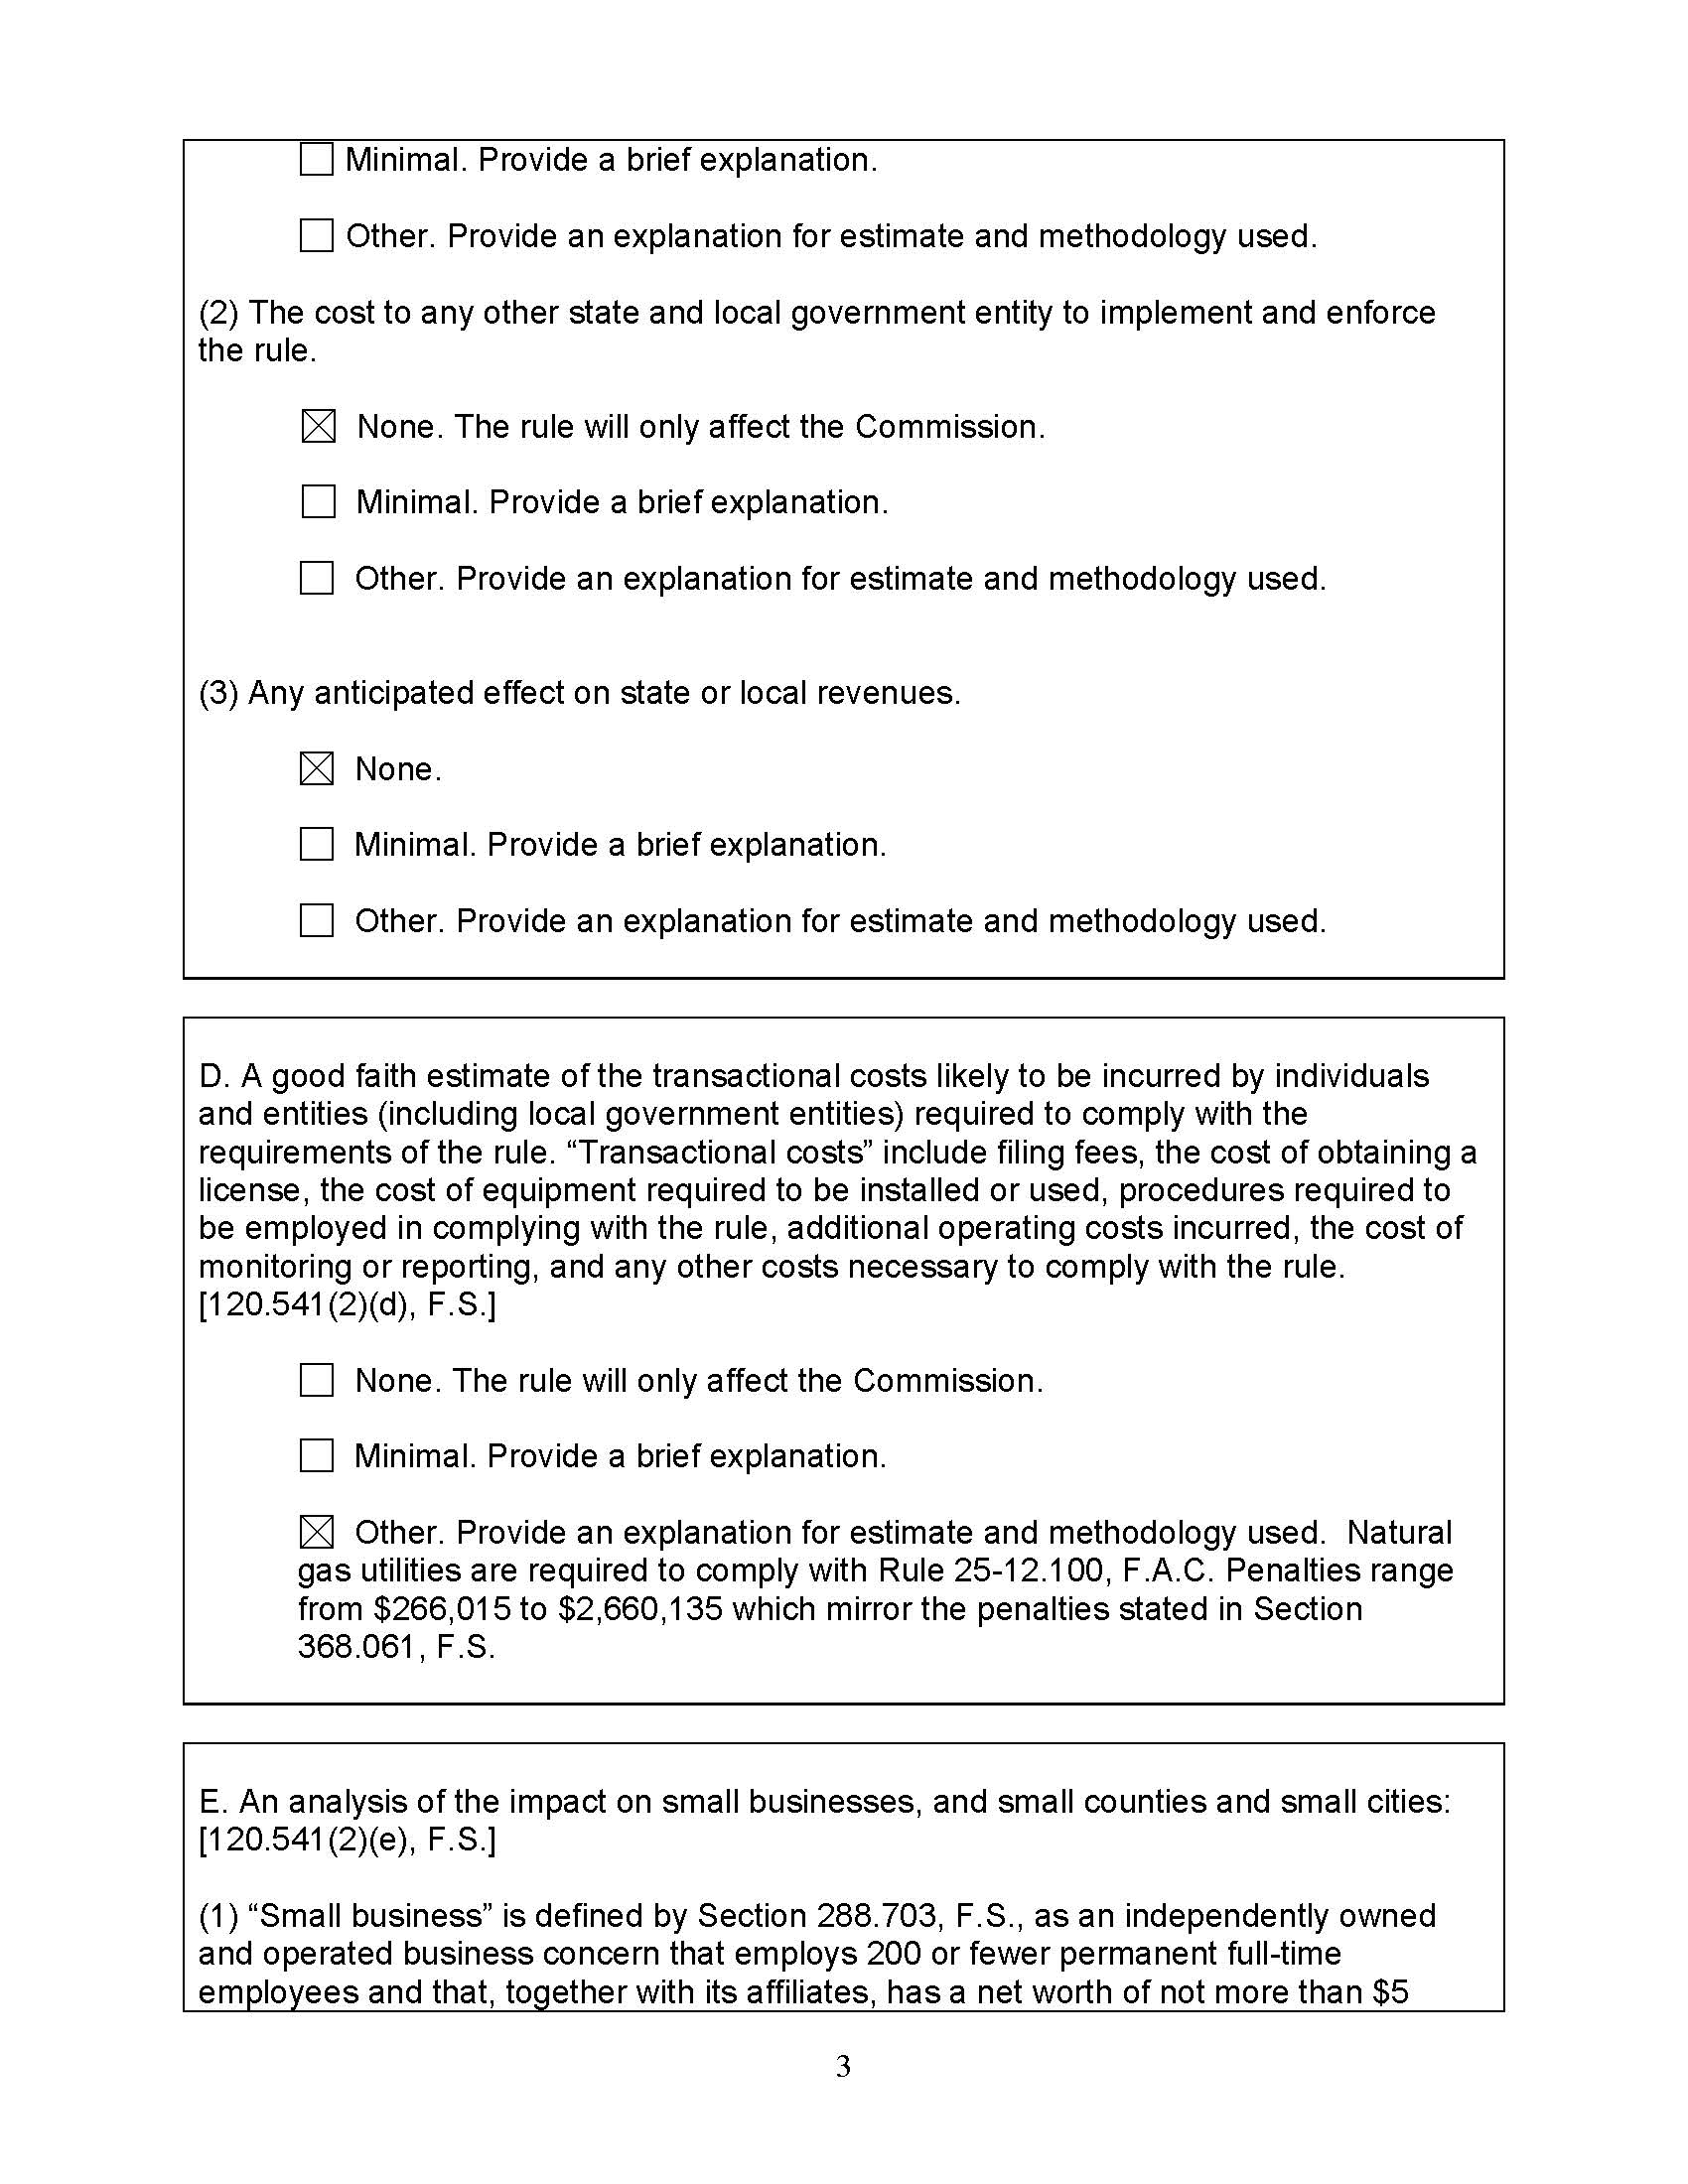 Minimal. Provide a brief explanation.
Other. Provide an explanation for estimate and methodology used.
(2) The cost to any other state and local government entity to implement and enforce
the rule.
None. The rule will only affect the Commission.
Minimal. Provide a brief explanation.
Other. Provide an explanation for estimate and methodology used.
(3) Any anticipated effect on state or local revenues.
None.
Minimal. Provide a brief explanation.
Other. Provide an explanation for estimate and methodology used.
D. A good faith estimate of the transactional costs likely to be incurred by individuals
and entities (including local government entities) required to comply with the
requirements of the rule. “Transactional costs” include filing fees, the cost of obtaining a
license, the cost of equipment required to be installed or used, procedures required to
be employed in complying with the rule, additional operating costs incurred, the cost of
monitoring or reporting, and any other costs necessary to comply with the rule.
[120.541(2)(d), F.S.]
None. The rule will only affect the Commission.
Minimal. Provide a brief explanation.
Other. Provide an explanation for estimate and methodology used. Natural
gas utilities are required to comply with Rule 25-12.100, F.A.C. Penalties range
from $266,015 to $2,660,135 which mirror the penalties stated in Section
368.061, F.S.
E. An analysis of the impact on small businesses, and small counties and small cities:
[120.541(2)(e), F.S.]
(1) “Small business” is defined by Section 288.703, F.S., as an independently owned
and operated business concern that employs 200 or fewer permanent full-time
employees and that, together with its affiliates, has a net worth of not more than $5
3